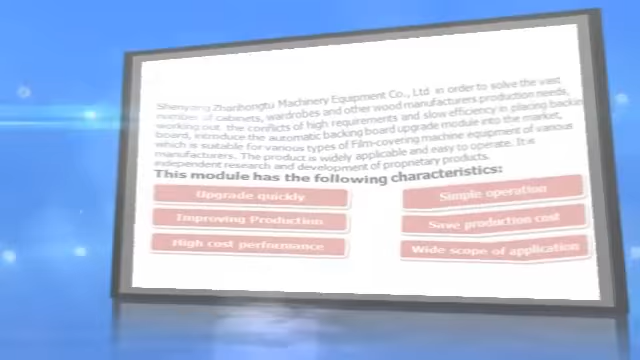 Shenyang Zhanhongtu Machinery Equipment Co., Ltd in order to solve the vast
number of cabinets, wardrobes and other wood manufacturers production needs,
working out the conflicts of high requirements and slow efficiency in placing backin
board, introduce the automatic backing board upgrade module into the market,
which is suitable for various types of Film-covering machine equipment of various
manufacturers. The product is widely applicable and easy to operate. It is
independent research and development of proprietary products.
This module has the following characteristics:
Upgrade quickly
Simple operation
Improving Production
Save production cost
High cost performance
Wide scope of application